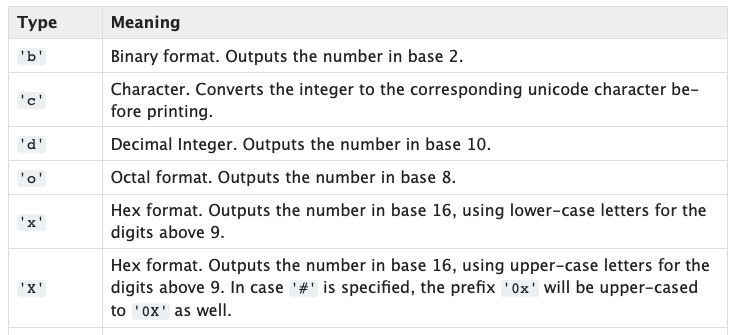 Type Meaning
'b' Binary format. Outputs the number in base 2.
'c' Character. Converts the integer to the corresponding unicode character be-
fore printing.
'd' Decimal Integer. Outputs the number in base 10.
'o' Octal format. Outputs the number in base 8.
'x' Hex format. Outputs the number in base 16, using lower-case letters for the
digits above 9.
'X' Hex format. Outputs the number in base 16, using upper-case letters for the
digits above 9. In case '#' is specified, the prefix '0x' will be upper-cased
to '0X' as well.